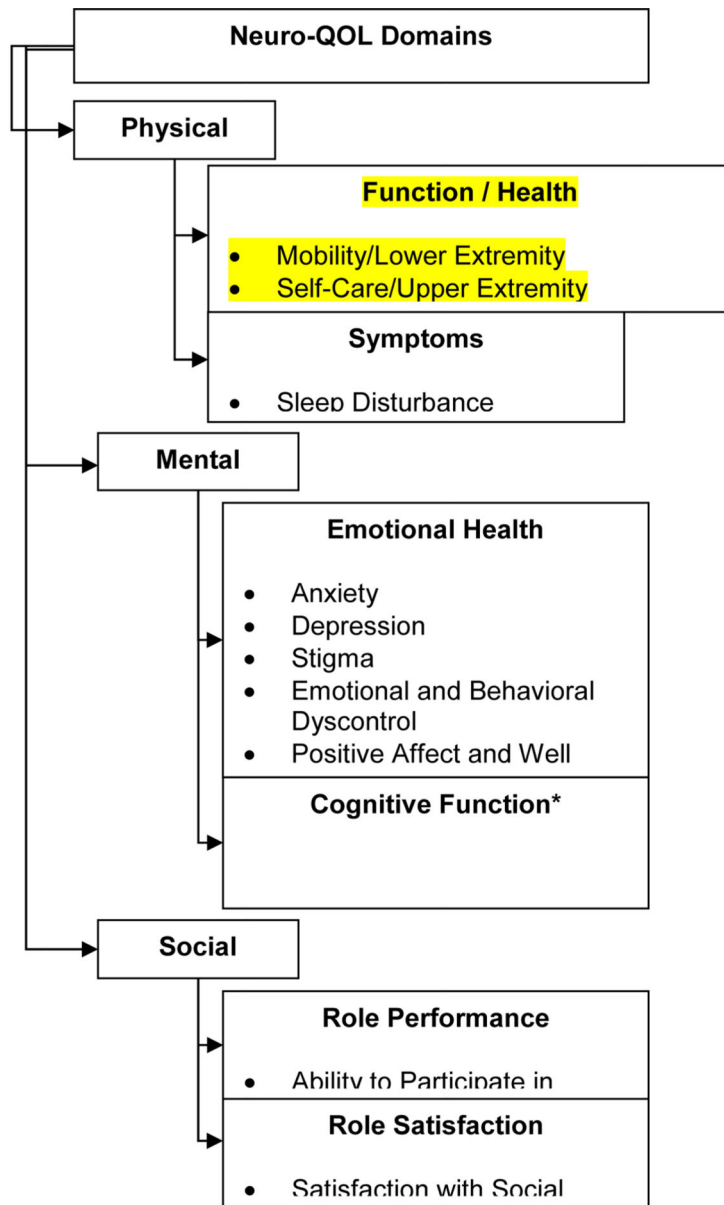 Neuro-QOL Domains
Physical
Function / Health
• Mobility/Lower Extremity
• Self-Care/Upper Extremity
Symptoms
• Sleep Disturbance
Mental
Emotional Health
• Anxiety
• Depression
• Stigma
• Emotional and Behavioral
Dyscontrol
• Positive Affect and Well
Cognitive Function*
Social
Role Performance
• Ability to Participate in
Role Satisfaction
• Satisfaction with Social